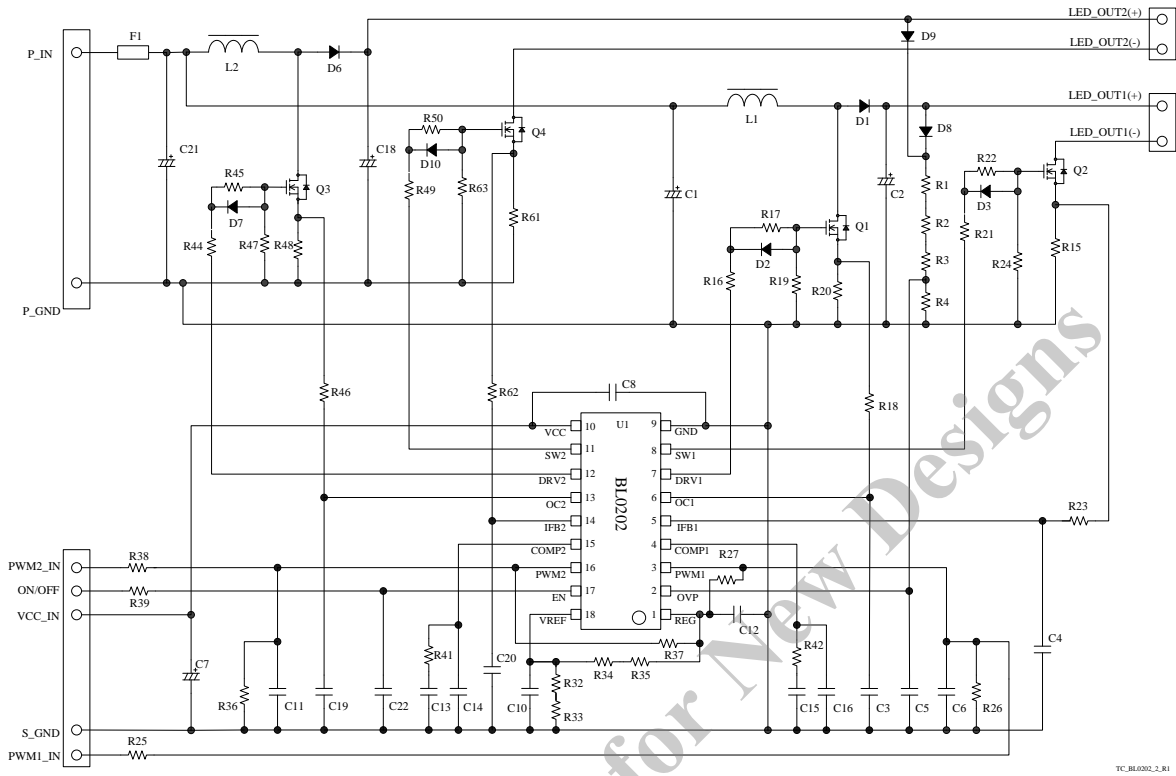 LED_OUT2(+)
F1
P_IN
D9
LED_OUT2(-)
L2
D6
LED_OUT1(+)
R50
L1
D1
Q4
D8
LED_OUT1(-)
C21
C18
D10
R22
Q2
R45
Q3
R49
R63
C1
C2
R1
D3
D7
R61
R17
Q1
R2
R21
R44
R47
R48
D2
R15
R16
R19
R20
R3
R24
R4
P_GND
R46
R62
C8
R18
10
U1
9
VCC
GND
11
8
SW2
SW1
12
7
DRV2
DRV1
BL0202
13
6
OC2
OC1
R23
14
5
IFB2
IFB1
15
4
COMP2
COMP1
R27
R38
PWM2_IN
16
3
PWM2
PWM1
ON/OFF
17
2
R39
EN
OVP
VCC_IN
18
1
VREF
REG
C12
C4
R37
R42
R41
C20
C7
R34
R35
R32
R36
C11
C19
C22
C13
C14
C10
R33
C15
C16
C3
C5
C6
R26
S_GND
R25
PWM1_IN
for New Designs
TC_BL0202_2_R1